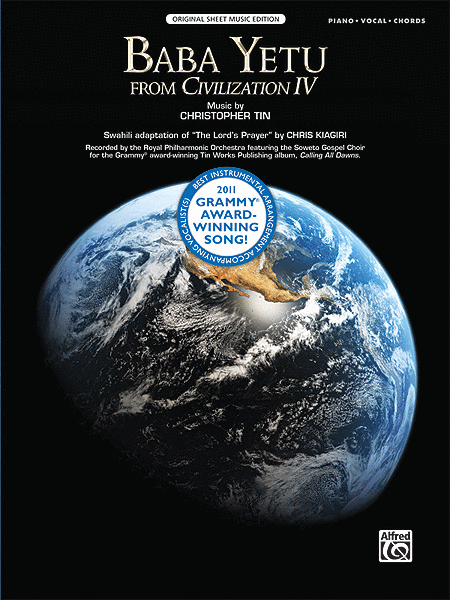 ORIGINAL SHEET MUSIC EDITION
PIANO • VOCAL • CHORDS
BABA YETU
FROM CIVILIZATION IV
Music by
CHRISTOPHER TIN
Swahili adaptation of "The Lord's Prayer" by CHRIS KIAGIRI
Recorded by the Royal Philharmonic Orchestra featuring the Soweto Gospel Choir
for the Grammy® award-winning Tin Works Publishing album, Calling All Dawns.
BEST INSTRUMENTAL ARRANGEMENT ACCOMPANYING VOCALIST(S)
2011
GRAMMY®
AWARD-
WINNING
SONG!
Alfred